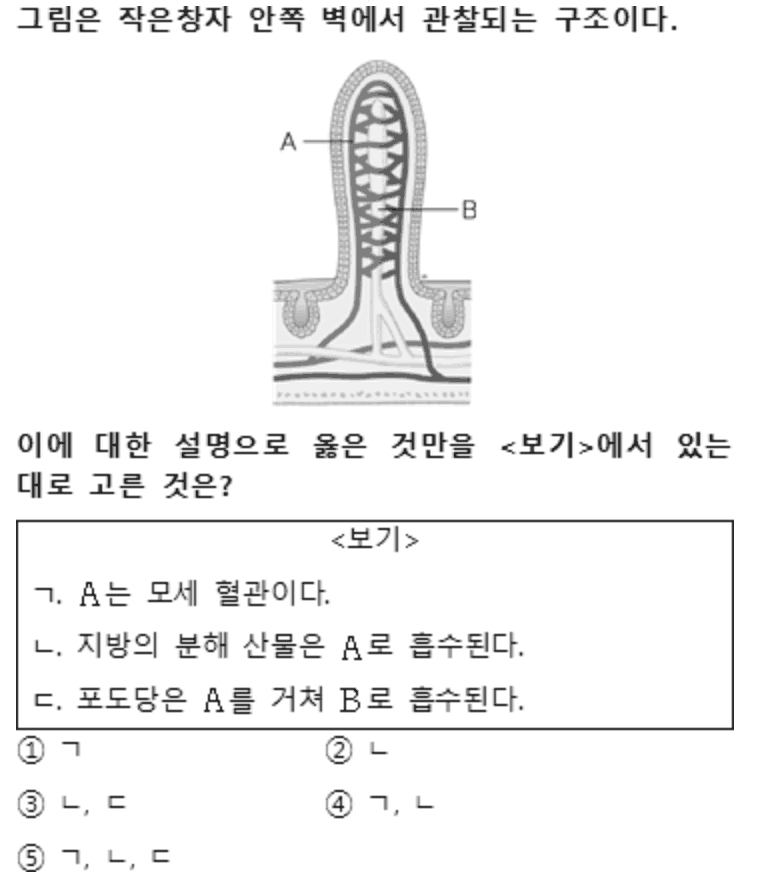 그림은 작은창자 안쪽 벽에서 관찰되는 구조이다.
A
B
이에 대한 설명으로 옳은 것만을 <보기>에서 있는
대로 고른 것은?
<보기>
ㄱ. A는 모세 혈관이다.
ㄴ. 지방의 분해 산물은 A로 흡수된다.
ㄷ. 포도당은 A를 거쳐 B로 흡수된다.
① ㄱ ② ㄴ
③ ㄴ, ㄷ ④ ㄱ, ㄴ
⑤ ㄱ, ㄴ, ㄷ